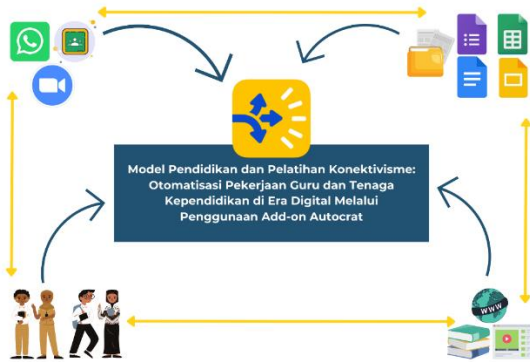 WWW
Model Pendidikan dan Pelatihan Konektivisme:
Otomatisasi Pekerjaan Guru dan Tenaga
Kependidikan di Era Digital Melalui
Penggunaan Add-on Autocrat